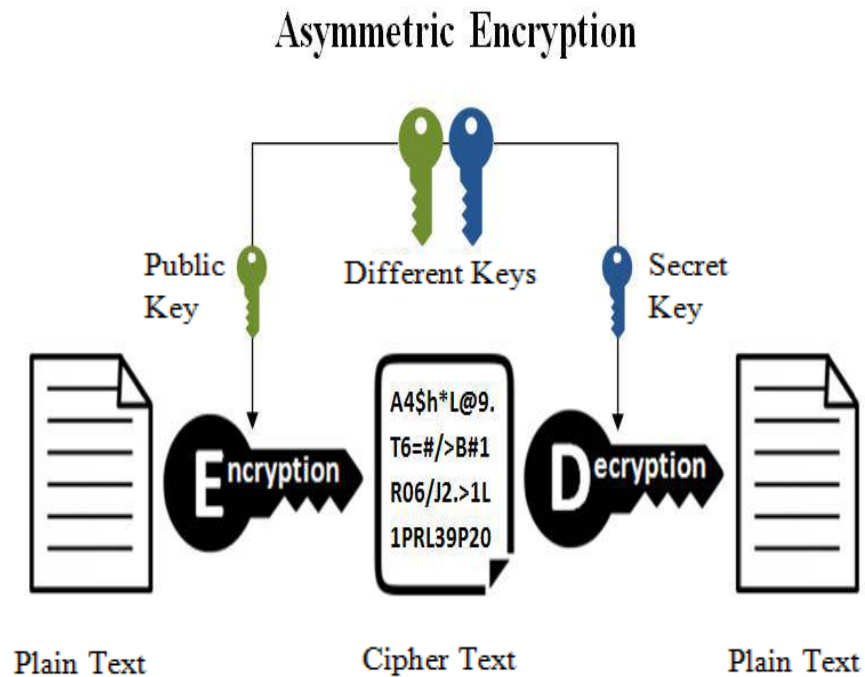 Asymmetric Encryption
Different Keys
Public
Key
Secret
Key
Encryption
A4$h*L@9.
T6=#/>B#1
R06/J2.>1L
1PRL39P20
Decryption
Plain Text
Cipher Text
Plain Text